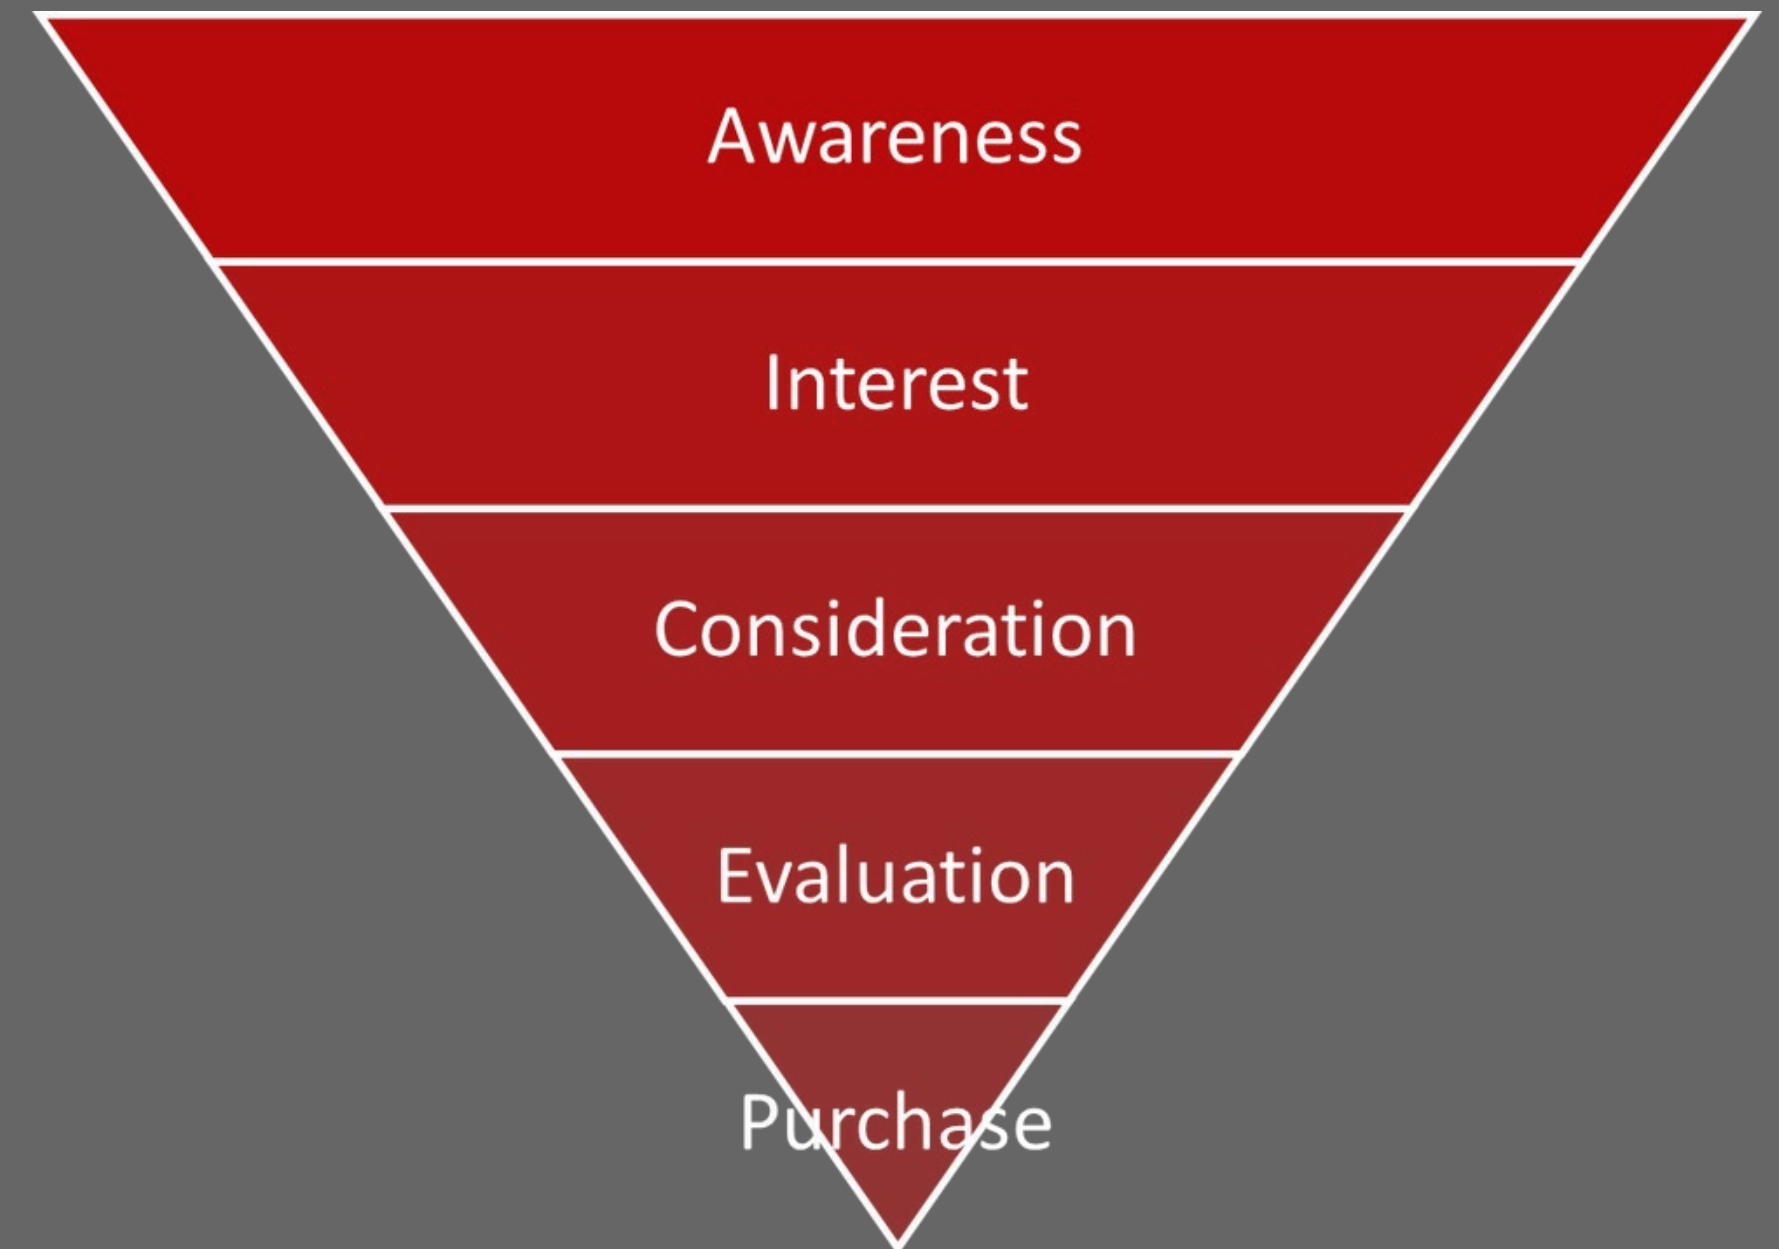 Awareness
Interest
Consideration
Evaluation
Purchase